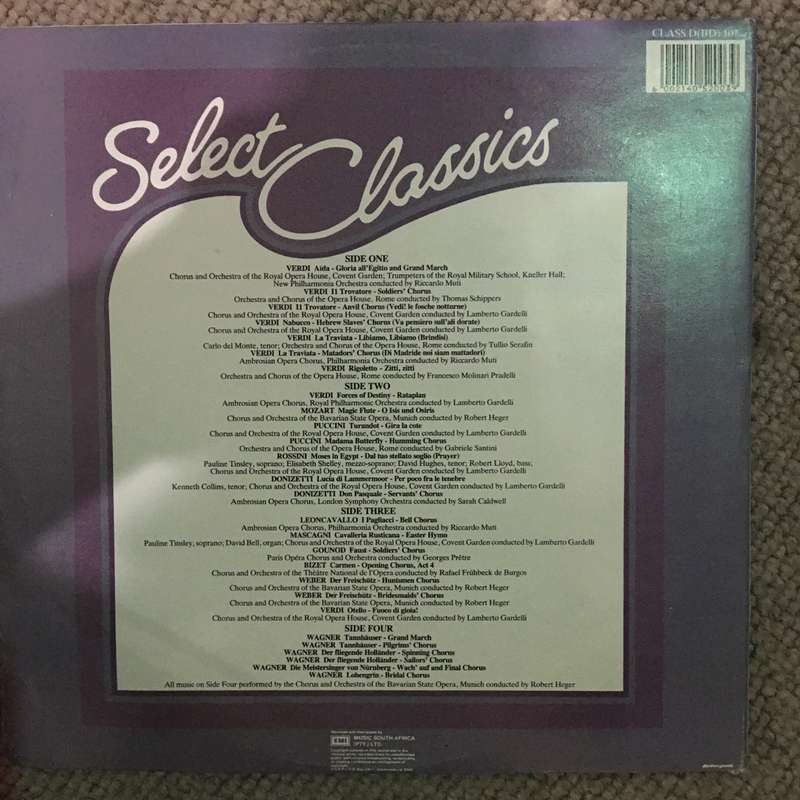 CLASS D(BD) 101
6 002140 520089
Select Classics
SIDE ONE
VERDI Aïda - Gloria all'Egitto and Grand March
Chorus and Orchestra of the Royal Opera House, Covent Garden; Trumpeters of the Royal Military School, Kneller Hall;
New Philharmonia Orchestra conducted by Riccardo Muti
VERDI Il Trovatore - Soldiers' Chorus
Orchestra and Chorus of the Opera House, Rome conducted by Thomas Schippers
VERDI Il Trovatore - Anvil Chorus (Vedi! le fosche notturne)
Chorus and Orchestra of the Royal Opera House, Covent Garden conducted by Lamberto Gardelli
VERDI Nabucco - Hebrew Slaves' Chorus (Va pensiero sull'ali dorate)
Chorus and Orchestra of the Royal Opera House, Covent Garden conducted by Lamberto Gardelli
VERDI La Traviata - Libiamo, Libiamo (Brindisi)
Carlo del Monte, tenor; Orchestra and Chorus of the Opera House, Rome conducted by Tullio Serafin
VERDI La Traviata - Matadors' Chorus (Di Madride noi siam mattadori)
Ambrosian Opera Chorus, Philharmonia Orchestra conducted by Riccardo Muti
VERDI Rigoletto - Zitti, zitti
Orchestra and Chorus of the Opera House, Rome conducted by Francesco Molinari Pradelli
SIDE TWO
VERDI Forces of Destiny - Rataplan
Ambrosian Opera Chorus, Royal Philharmonic Orchestra conducted by Lamberto Gardelli
MOZART Magic Flute - O Isis und Osiris
Chorus and Orchestra of the Bavarian State Opera, Munich conducted by Robert Heger
PUCCINI Turandot - Gira la cote
Chorus and Orchestra of the Royal Opera House, Covent Garden conducted by Lamberto Gardelli
PUCCINI Madama Butterfly - Humming Chorus
Orchestra and Chorus of the Opera House, Rome conducted by Gabriele Santini
ROSSINI Moses in Egypt - Dal tuo stellato soglio (Prayer)
Pauline Tinsley, soprano; Elisabeth Shelley, mezzo-soprano; David Hughes, tenor; Robert Lloyd, bass;
Chorus and Orchestra of the Royal Opera House, Covent Garden conducted by Lamberto Gardelli
DONIZETTI Lucia di Lammermoor - Per poco fra le tenebre
Kenneth Collins, tenor; Chorus and Orchestra of the Royal Opera House, Covent Garden conducted by Lamberto Gardelli
DONIZETTI Don Pasquale - Servants' Chorus
Ambrosian Opera Chorus, London Symphony Orchestra conducted by Sarah Caldwell
SIDE THREE
LEONCAVALLO I Pagliacci - Bell Chorus
Ambrosian Opera Chorus, Philharmonia Orchestra conducted by Riccardo Muti
MASCAGNI Cavalleria Rusticana - Easter Hymn
Pauline Tinsley, soprano; David Bell, organ; Chorus and Orchestra of the Royal Opera House, Covent Garden conducted by Lamberto Gardelli
GOUNOD Faust - Soldiers' Chorus
Paris Opéra Chorus and Orchestra conducted by Georges Prêtre
BIZET Carmen - Opening Chorus, Act 4
Chorus and Orchestra of the Théâtre National de l'Opera conducted by Rafael Frühbeck de Burgos
WEBER Der Freischütz - Huntsmen Chorus
Chorus and Orchestra of the Bavarian State Opera, Munich conducted by Robert Heger
WEBER Der Freischütz - Bridesmaids' Chorus
Chorus and Orchestra of the Bavarian State Opera, Munich conducted by Robert Heger
VERDI Otello - Fuoco di gioia!
Chorus and Orchestra of the Royal Opera House, Covent Garden conducted by Lamberto Gardelli
SIDE FOUR
WAGNER Tannhäuser - Grand March
WAGNER Tannhäuser - Pilgrims' Chorus
WAGNER Der fliegende Holländer - Spinning Chorus
WAGNER Der fliegende Holländer - Sailors' Chorus
WAGNER Die Meistersinger von Nürnberg - Wach' auf and Final Chorus
WAGNER Lohengrin - Bridal Chorus
All music on Side Four performed by the Chorus and Orchestra of the Bavarian State Opera, Munich conducted by Robert Heger
EMI
MUSIC SOUTH AFRICA
(PTY.) LTD.